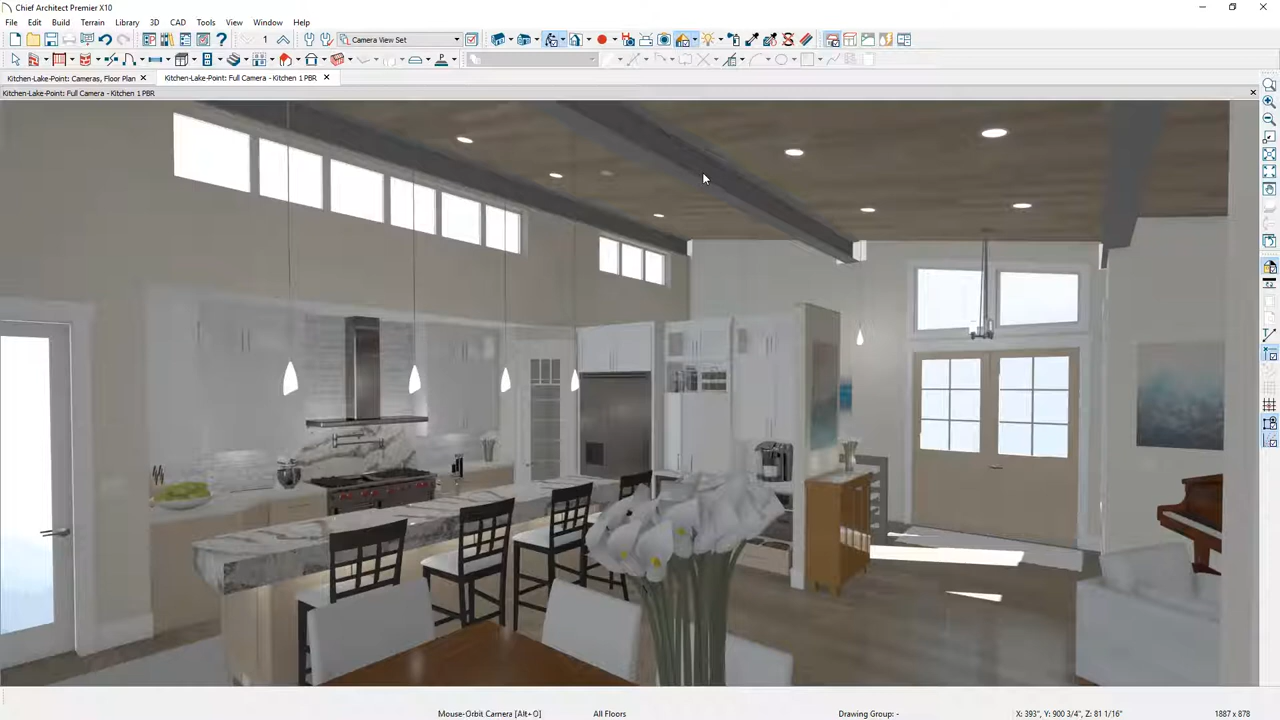 Chief Architect Premier X10
File Edit Build Terrain Library 3D CAD Tools View Window Help
1 Camera View Set
Kitchen-Lake-Point: Cameras, Floor Plan Kitchen-Lake-Point: Full Camera - Kitchen 1 PBR
Kitchen-Lake-Point: Full Camera - Kitchen 1 PBR
Mouse-Orbit Camera [Alt+O] All Floors Drawing Group: - X: 393", Y: 900 3/4", Z: 81 1/16" 1887 x 878